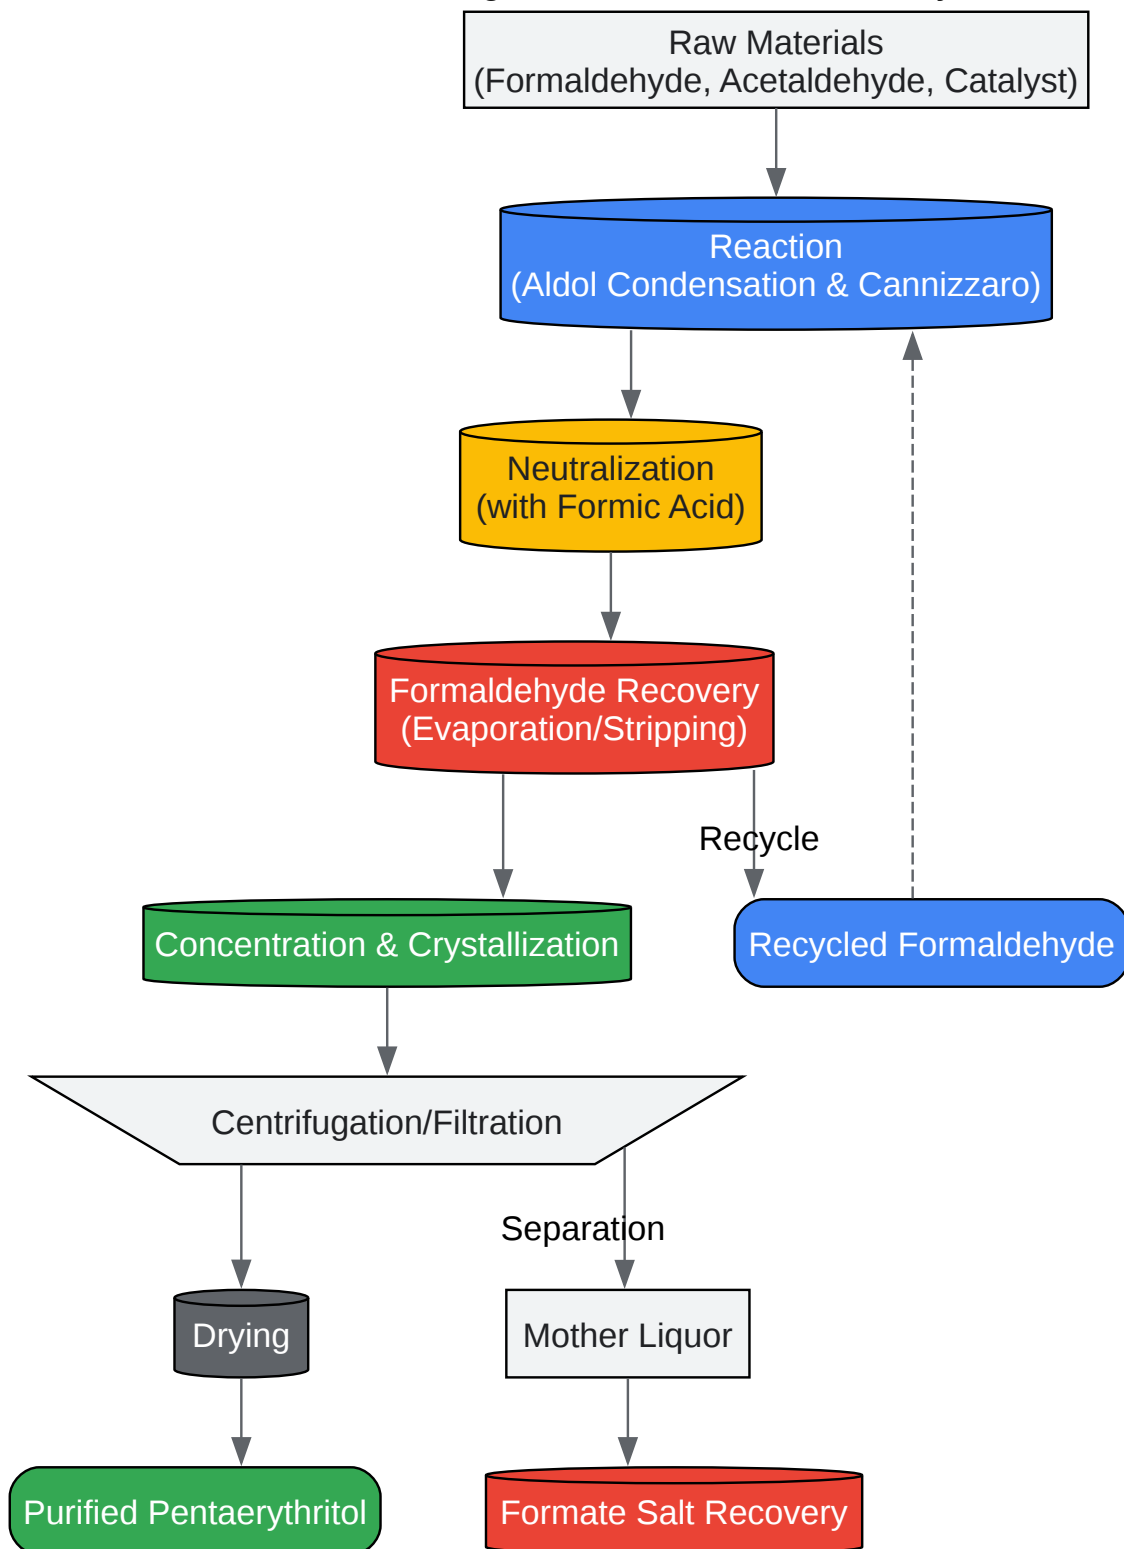 Raw Materials
(Formaldehyde, Acetaldehyde, Catalyst)
Reaction
(Aldol Condensation & Cannizzaro)
Neutralization
(with Formic Acid)
Formaldehyde Recovery
(Evaporation/Stripping)
Recycle
Concentration & Crystallization
Recycled Formaldehyde
Centrifugation/Filtration
Separation
Drying
Mother Liquor
Purified Pentaerythritol
Formate Salt Recovery